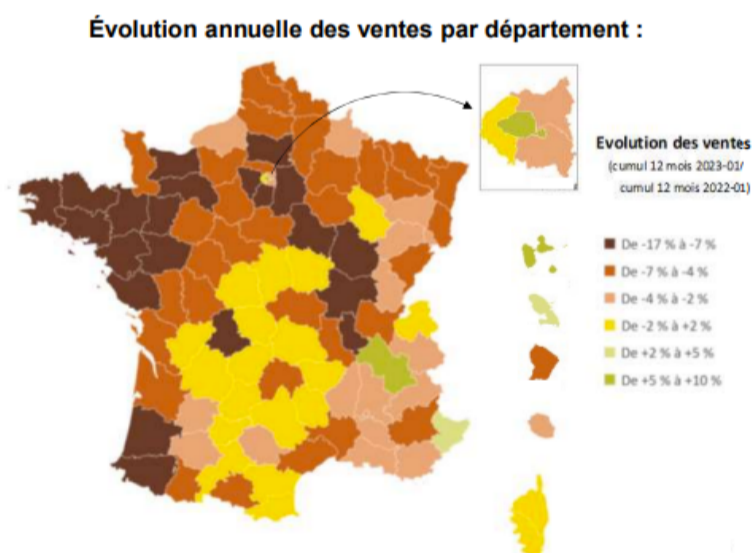 Évolution annuelle des ventes par département :
Evolution des ventes
(cumul 12 mois 2023-01/
cumul 12 mois 2022-01)
De -17 % à -7 %
De -7 % à -4 %
De -4 % à -2 %
De -2 % à +2 %
De +2 % à +5 %
De +5 % à +10 %